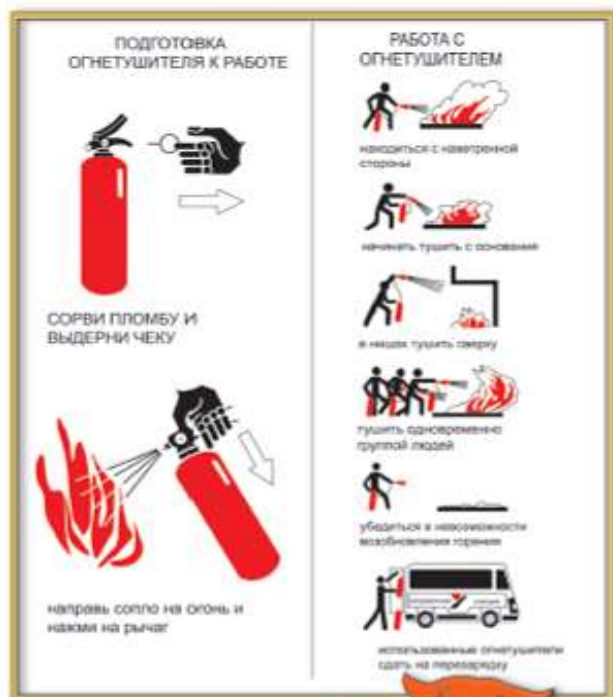 ПОДГОТОВКА
ОГНЕТУШИТЕЛЯ К РАБОТЕ
СОРВИ ПЛОМБУ И
ВЫДЕРНИ ЧЕКУ
направь сопло на огонь и
нажми на рычаг
РАБОТА С
ОГНЕТУШИТЕЛЕМ
находиться с наветренной
стороны
начинать тушить с основания
в нишах тушить сверху
тушить одновременно
группой людей
убедиться в невозможности
возобновления горения
использованные огнетушители
сдать на перезарядку